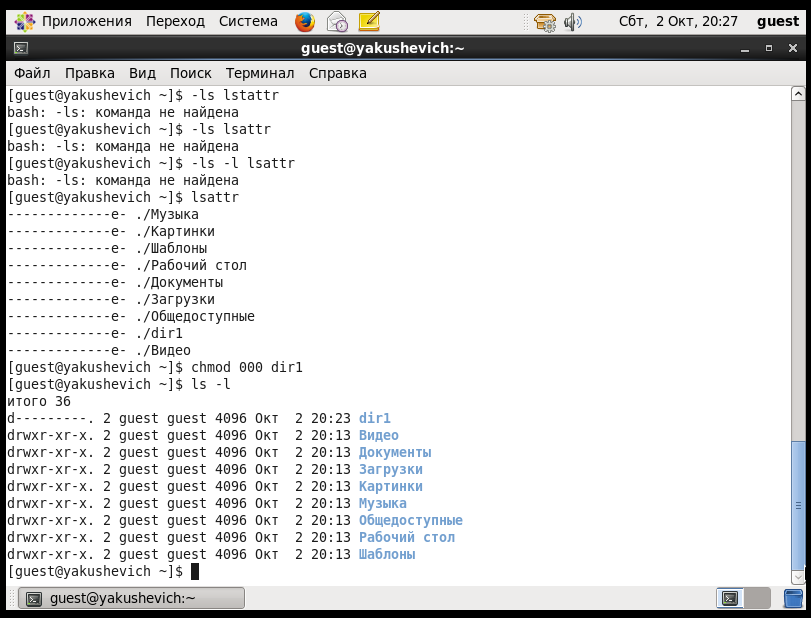 Приложения Переход Система Сбт, 2 Окт, 20:27 guest
guest@yakushevich:~
Файл Правка Вид Поиск Терминал Справка
[guest@yakushevich ~]$ -ls lstattr
bash: -ls: команда не найдена
[guest@yakushevich ~]$ -ls lsattr
bash: -ls: команда не найдена
[guest@yakushevich ~]$ -ls -l lsattr
bash: -ls: команда не найдена
[guest@yakushevich ~]$ lsattr
-------------e- ./Музыка
-------------e- ./Картинки
-------------e- ./Шаблоны
-------------e- ./Рабочий стол
-------------e- ./Документы
-------------e- ./Загрузки
-------------e- ./Общедоступные
-------------e- ./dir1
-------------e- ./Видео
[guest@yakushevich ~]$ chmod 000 dir1
[guest@yakushevich ~]$ ls -l
итого 36
d---------. 2 guest guest 4096 Окт  2 20:23 dir1
drwxr-xr-x. 2 guest guest 4096 Окт  2 20:13 Видео
drwxr-xr-x. 2 guest guest 4096 Окт  2 20:13 Документы
drwxr-xr-x. 2 guest guest 4096 Окт  2 20:13 Загрузки
drwxr-xr-x. 2 guest guest 4096 Окт  2 20:13 Картинки
drwxr-xr-x. 2 guest guest 4096 Окт  2 20:13 Музыка
drwxr-xr-x. 2 guest guest 4096 Окт  2 20:13 Общедоступные
drwxr-xr-x. 2 guest guest 4096 Окт  2 20:13 Рабочий стол
drwxr-xr-x. 2 guest guest 4096 Окт  2 20:13 Шаблоны
[guest@yakushevich ~]$
guest@yakushevich:~